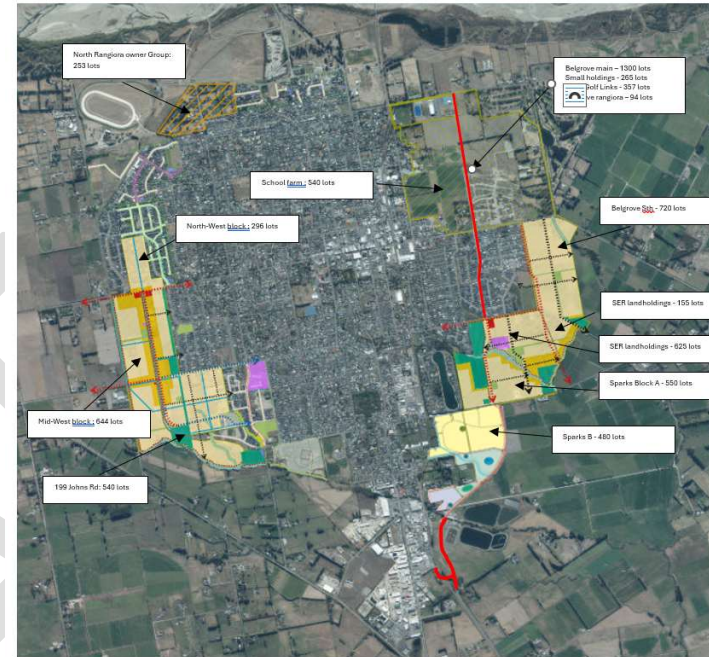 North Rangiora owner Group:
253 lots
Belgrove main – 1300 lots
Small holdings - 265 lots
Golf Links - 357 lots
ve rangiora – 94 lots
School farm : 540 lots
North-West block : 296 lots
Belgrove Sth - 720 lots
SER landholdings - 155 lots
SER landholdings - 625 lots
Sparks Block A - 550 lots
Mid-West block : 644 lots
Sparks B - 480 lots
199 Johns Rd: 540 lots